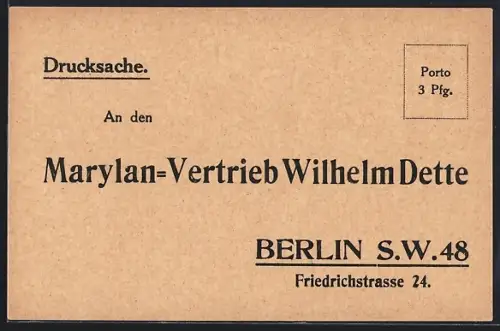 Drucksache.
Porto
3 Pfg.
An den
Marylan=Vertrieb Wilhelm Dette
BERLIN S.W. 48
Friedrichstrasse 24.